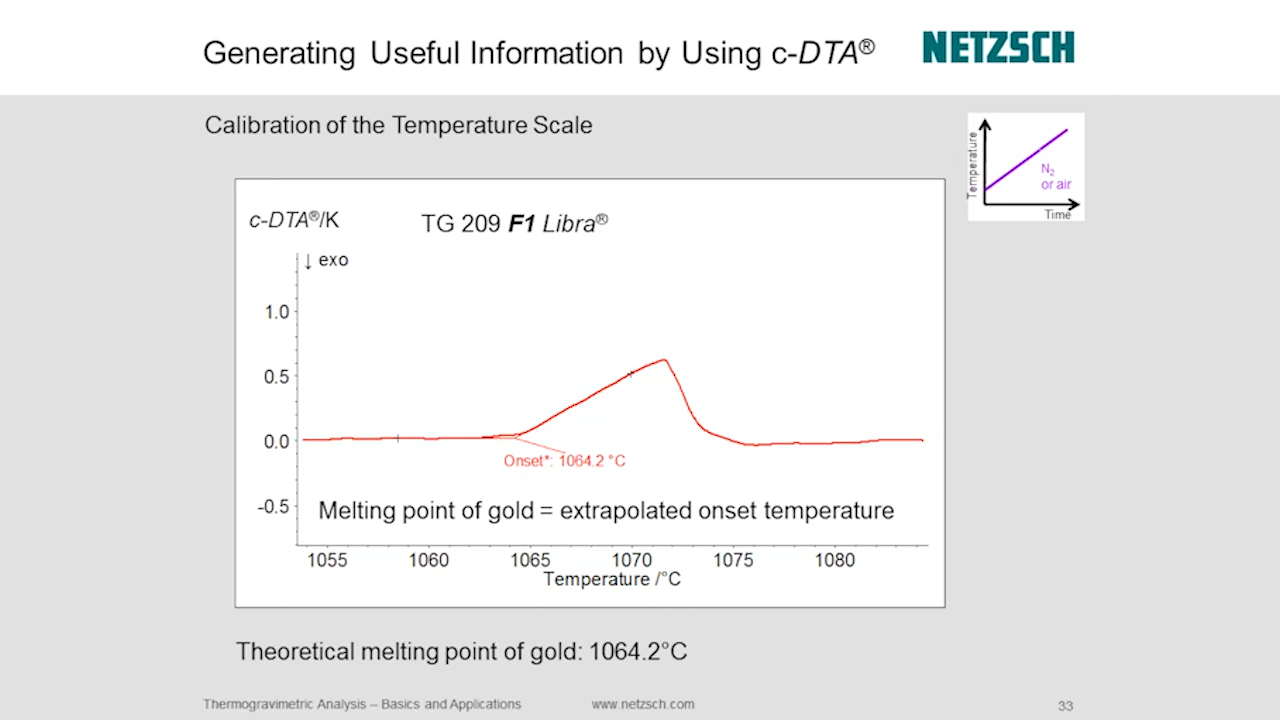 Generating Useful Information by Using c-DTA®
NETZSCH
Calibration of the Temperature Scale
Temperature
N₂
or air
Time
c-DTA®/K
TG 209 F1 Libra®
↓ exo
1.0
0.5
0.0
-0.5
Onset*: 1064.2 °C
Melting point of gold = extrapolated onset temperature
1055 1060 1065 1070 1075 1080
Temperature /°C
Theoretical melting point of gold: 1064.2°C
Thermogravimetric Analysis – Basics and Applications www.netzsch.com 33